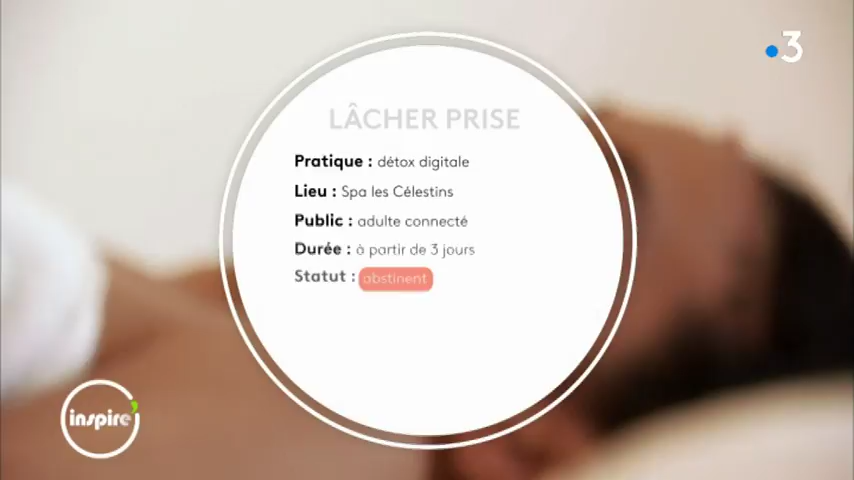 3
LÂCHER PRISE
Pratique : détox digitale
Lieu : Spa les Célestins
Public : adulte connecté
Durée : à partir de 3 jours
Statut : abstinent
inspire'